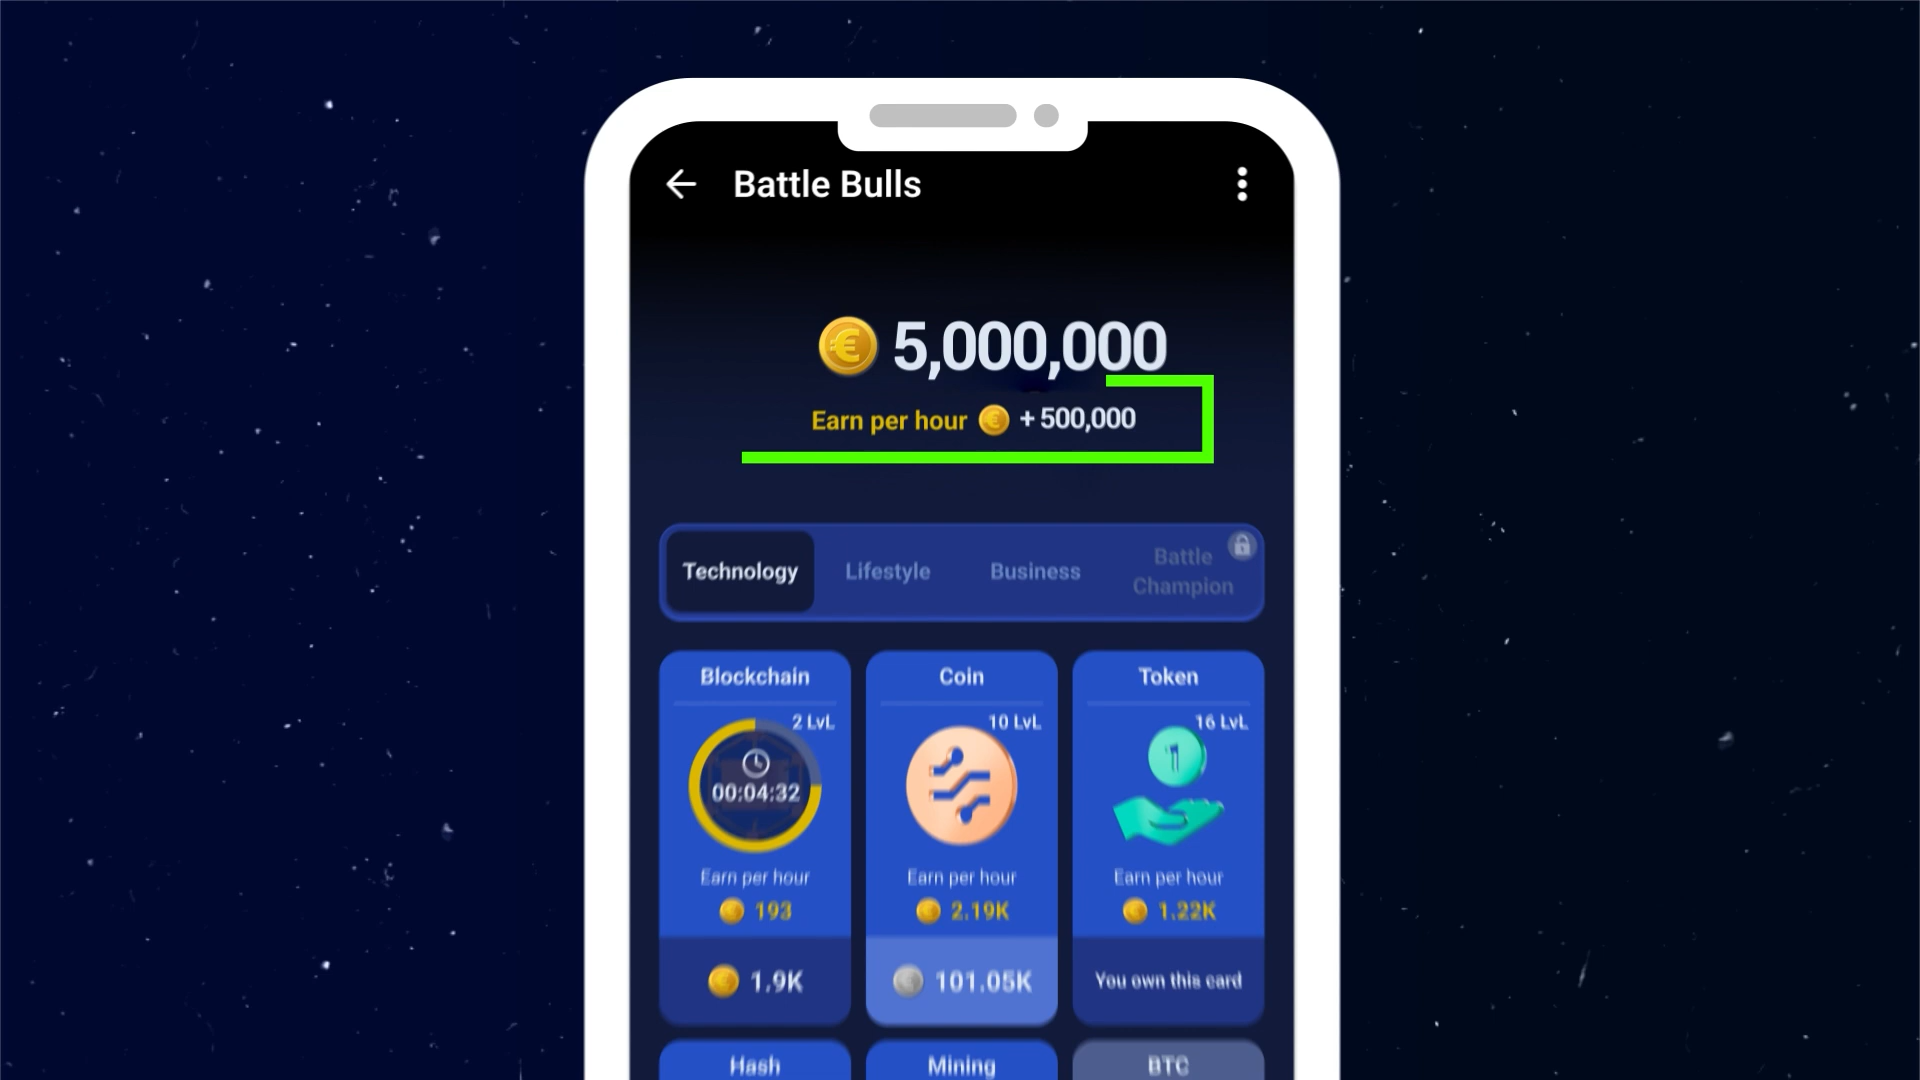 Battle Bulls
5,000,000
Earn per hour + 500,000
Technology
Lifestyle
Business
Battle
Champion
Blockchain
2 LvL
00:04:32
Earn per hour
193
1.9K
Coin
10 LvL
Earn per hour
2.19K
101.05K
Token
16 LvL
Earn per hour
1.22K
You own this card
Hash
Mining
BTC